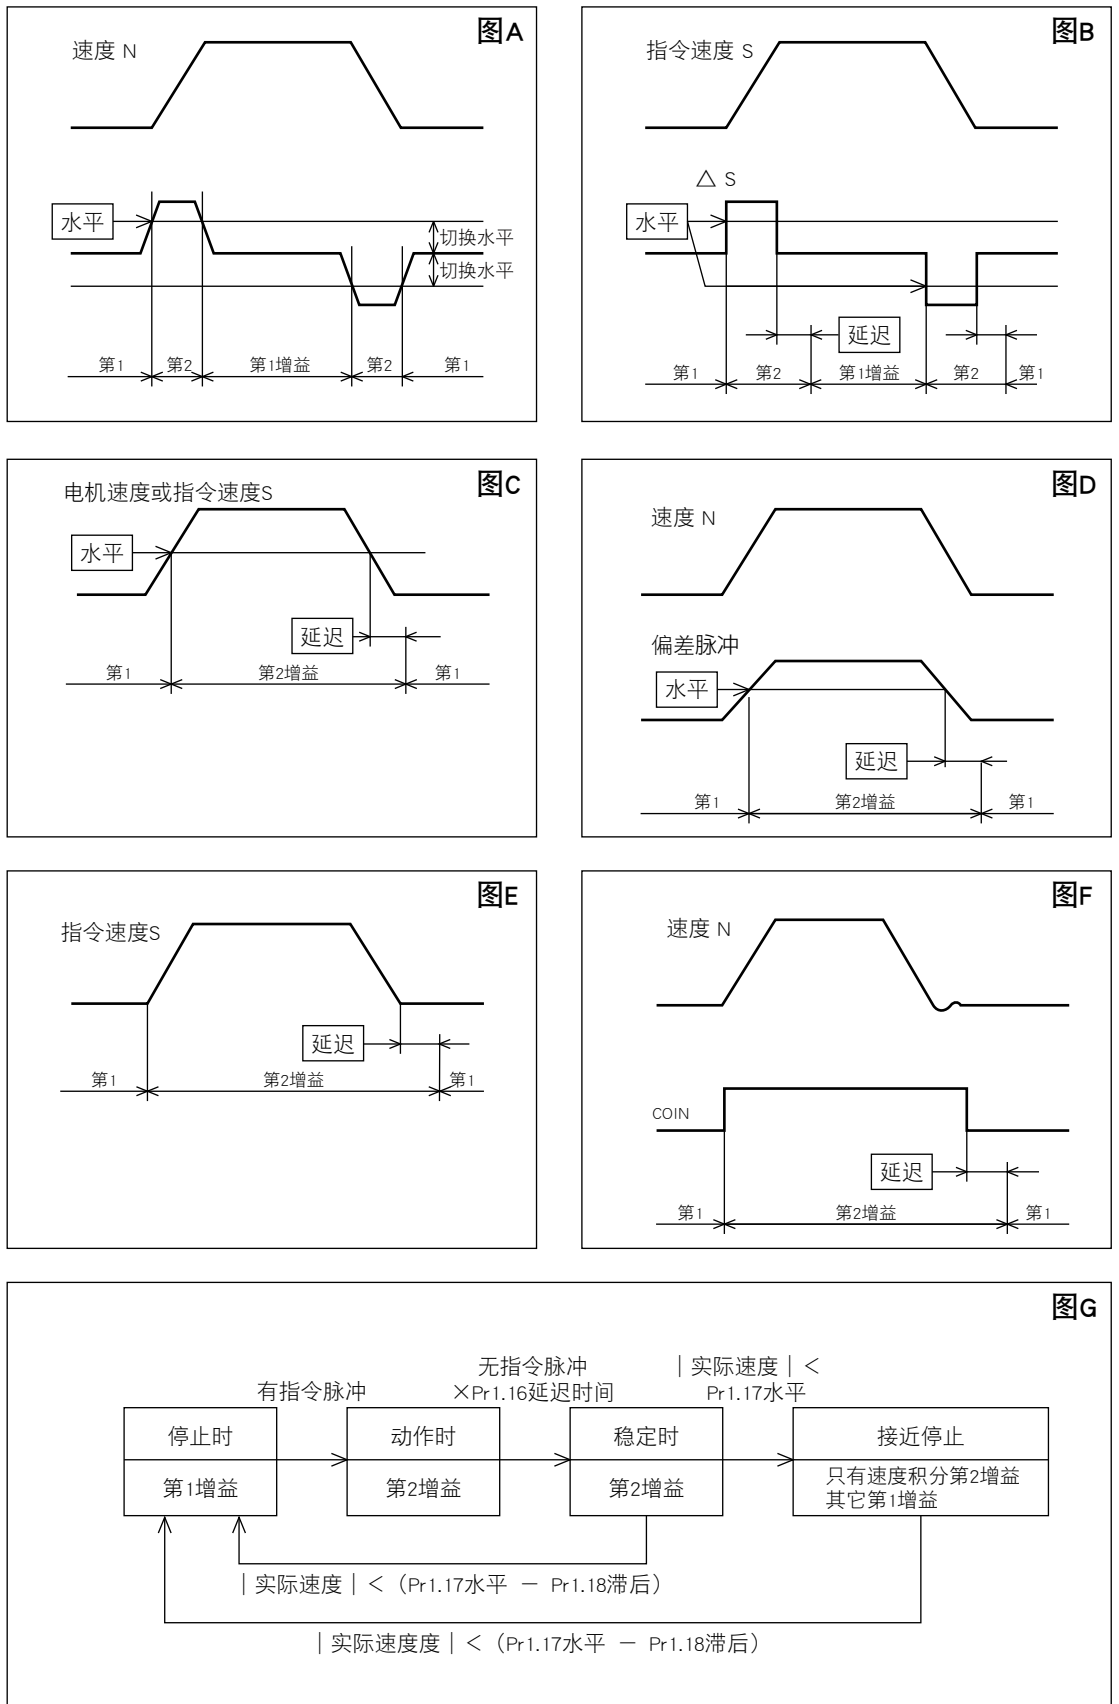 图A
速度 N
水平
切换水平
切换水平
第1
第2
第1增益
第2
第1
图B
指令速度 S
△ S
水平
延迟
第1
第2
第1增益
第2
第1
图C
电机速度或指令速度S
水平
延迟
第1
第2增益
第1
图D
速度 N
偏差脉冲
水平
延迟
第1
第2增益
第1
图E
指令速度S
延迟
第1
第2增益
第1
图F
速度 N
COIN
延迟
第1
第2增益
第1
图G
有指令脉冲
无指令脉冲
×Pr1.16延迟时间
|实际速度|<
Pr1.17水平
停止时
第1增益
动作时
第2增益
稳定时
第2增益
接近停止
只有速度积分第2增益
其它第1增益
|实际速度|<（Pr1.17水平 － Pr1.18滞后）
|实际速度度|<（Pr1.17水平 － Pr1.18滞后）